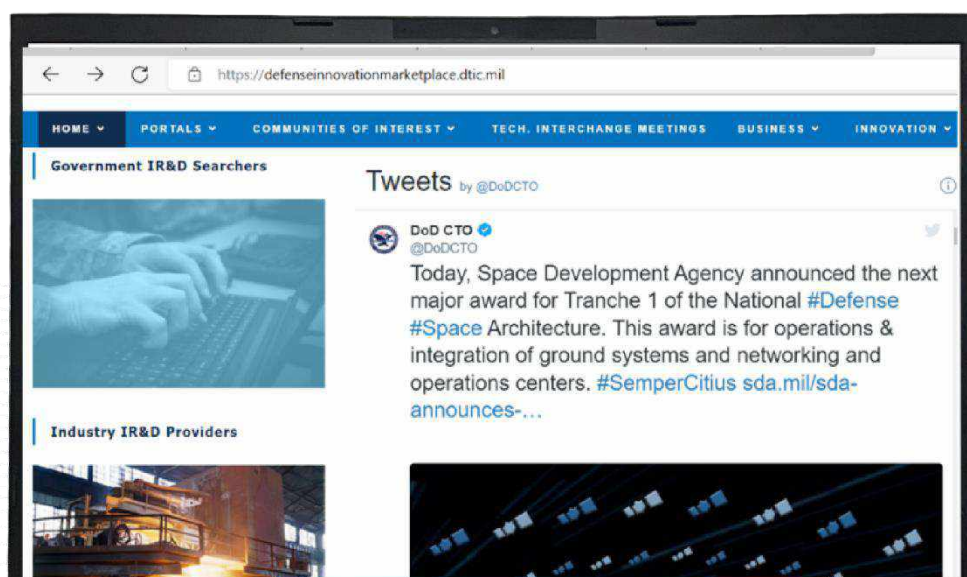 https://defenseinnovationmarketplace.dtic.mil
HOME PORTALS COMMUNITIES OF INTEREST TECH. INTERCHANGE MEETINGS BUSINESS INNOVATION
Government IR&D Searchers
Tweets by @DoDCTO
DoD CTO
@DoDCTO
Today, Space Development Agency announced the next
major award for Tranche 1 of the National #Defense
#Space Architecture. This award is for operations &
integration of ground systems and networking and
operations centers. #SemperCitius sda.mil/sda-
announces-…
Industry IR&D Providers